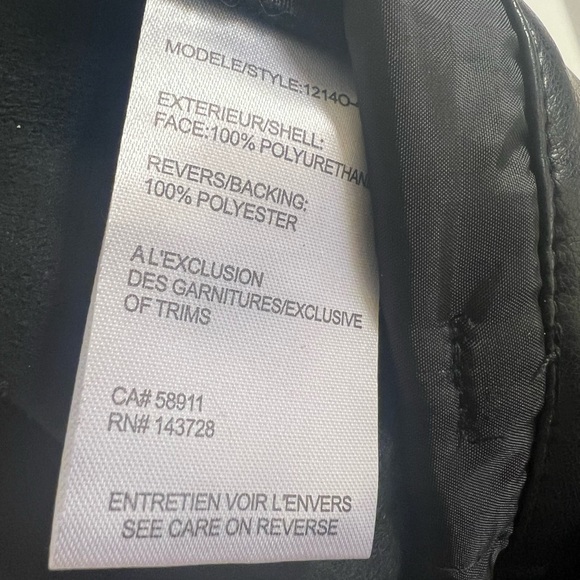 MODELE/STYLE:1214O-
EXTERIEUR/SHELL:
FACE:100% POLYURETHAN
REVERS/BACKING:
100% POLYESTER
A L'EXCLUSION
DES GARNITURES/EXCLUSIVE
OF TRIMS
CA# 58911
RN# 143728
ENTRETIEN VOIR L'ENVERS
SEE CARE ON REVERSE